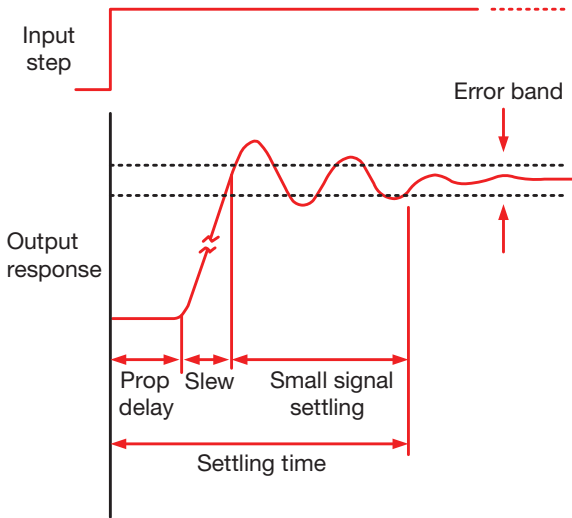 Input
step
Error band
Output
response
Prop
delay
Slew
Small signal
settling
Settling time